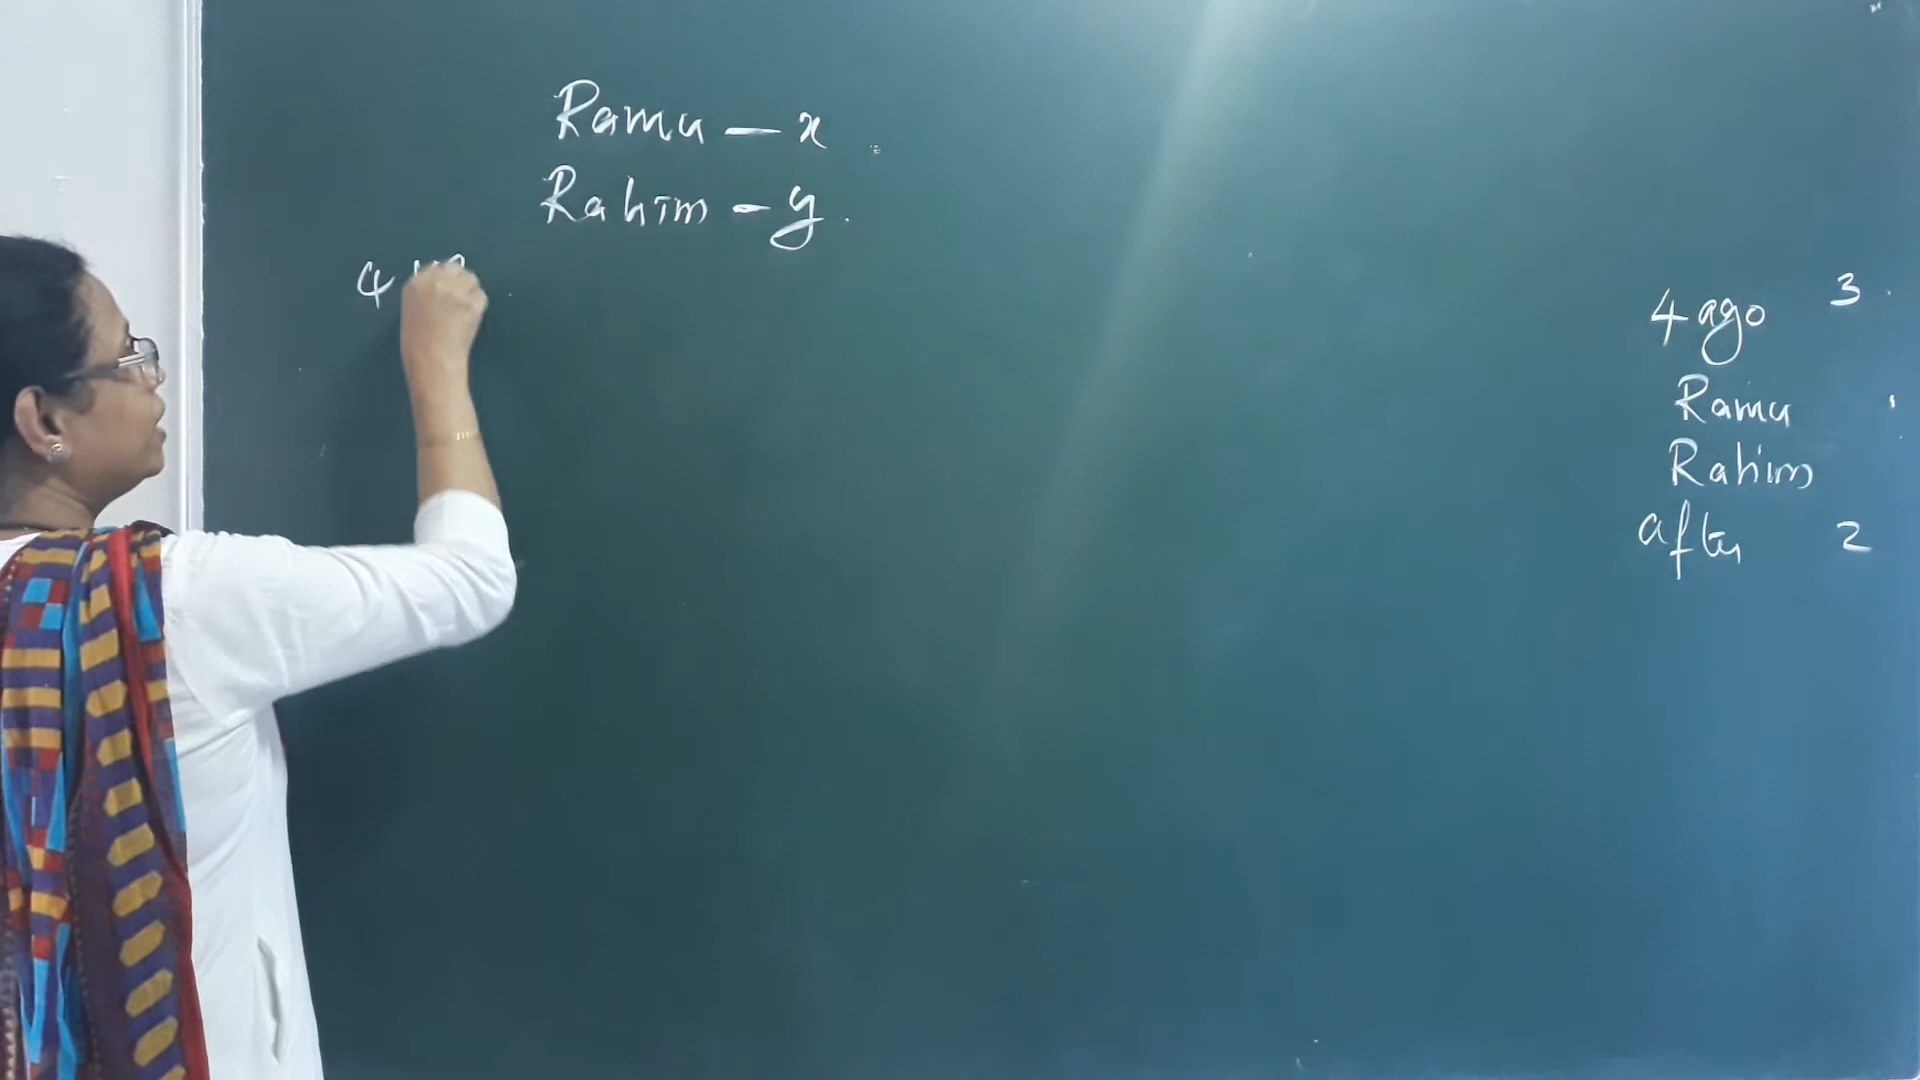 Ramu — x
Rahim - y
4
4 ago 3
Ramu
Rahim
after 2